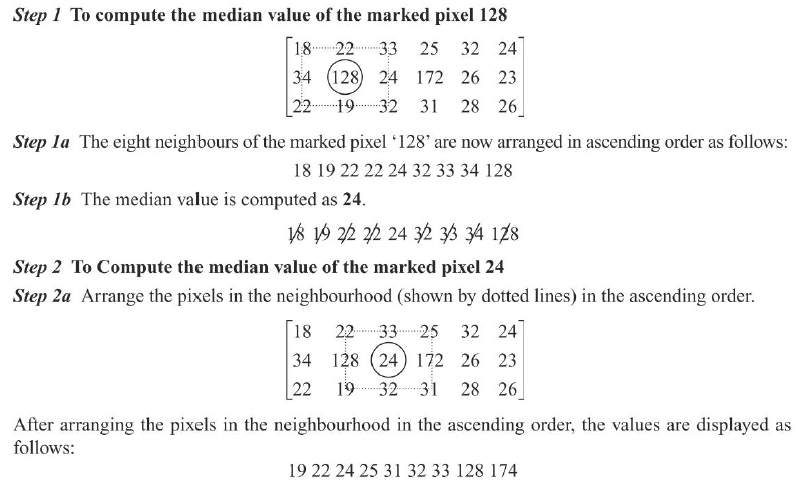 Step 1 To compute the median value of the marked pixel 128
18 22 33 25 32 24
34 128 24 172 26 23
22 19 32 31 28 26
Step 1a The eight neighbours of the marked pixel ‘128’ are now arranged in ascending order as follows:
18 19 22 22 24 32 33 34 128
Step 1b The median value is computed as 24.
18 19 22 22 24 32 33 34 128
Step 2 To Compute the median value of the marked pixel 24
Step 2a Arrange the pixels in the neighbourhood (shown by dotted lines) in the ascending order.
18 22 33 25 32 24
34 128 24 172 26 23
22 19 32 31 28 26
After arranging the pixels in the neighbourhood in the ascending order, the values are displayed as
follows:
19 22 24 25 31 32 33 128 174